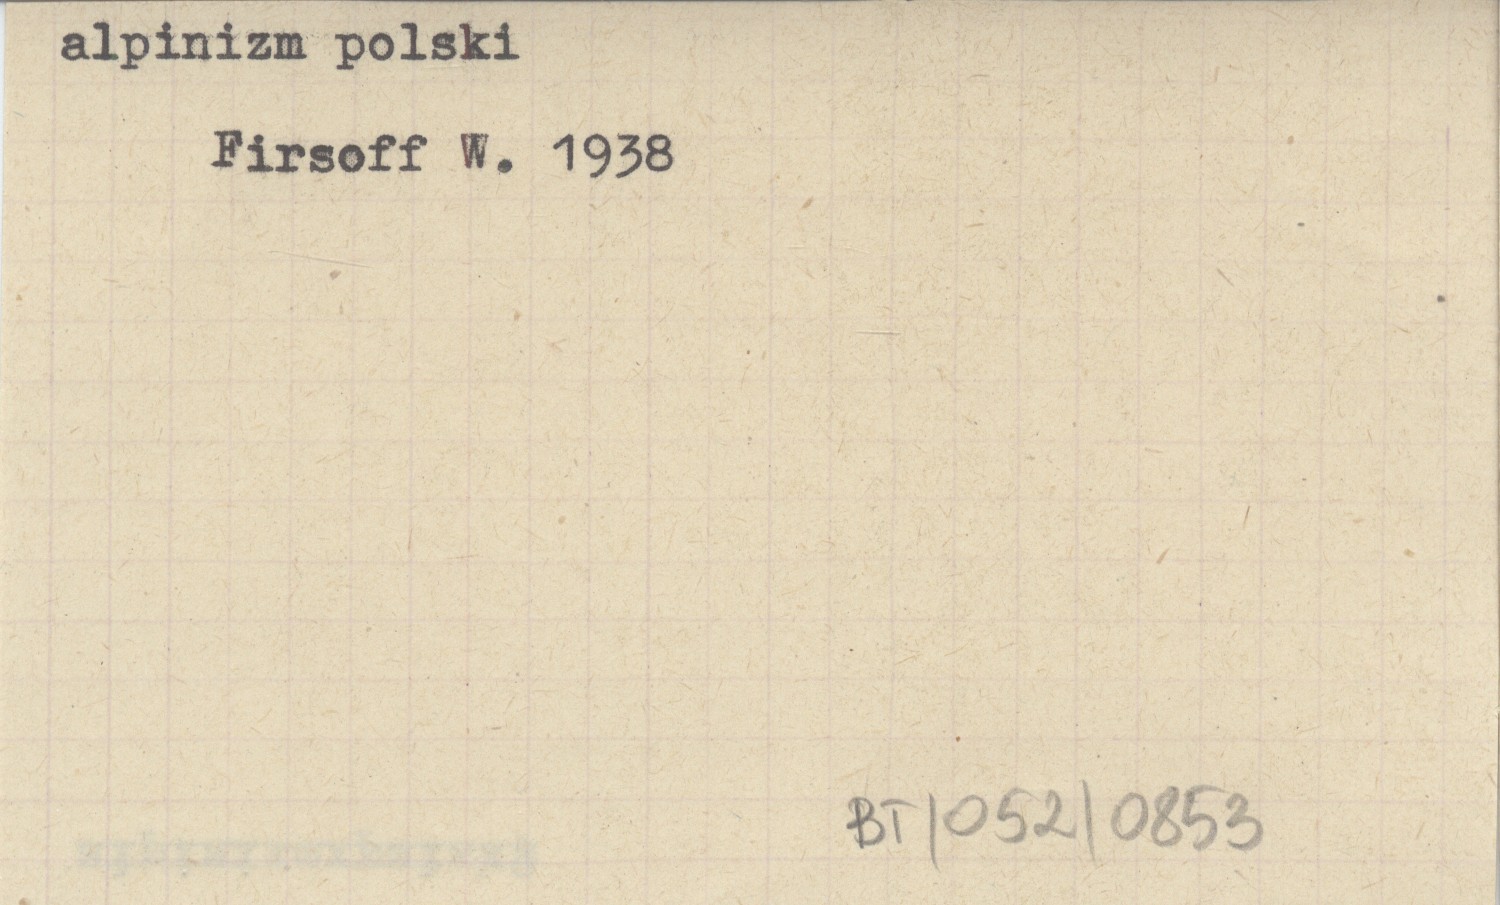 alpinizm polski
Firsoff W. 1938
BT/052/0853